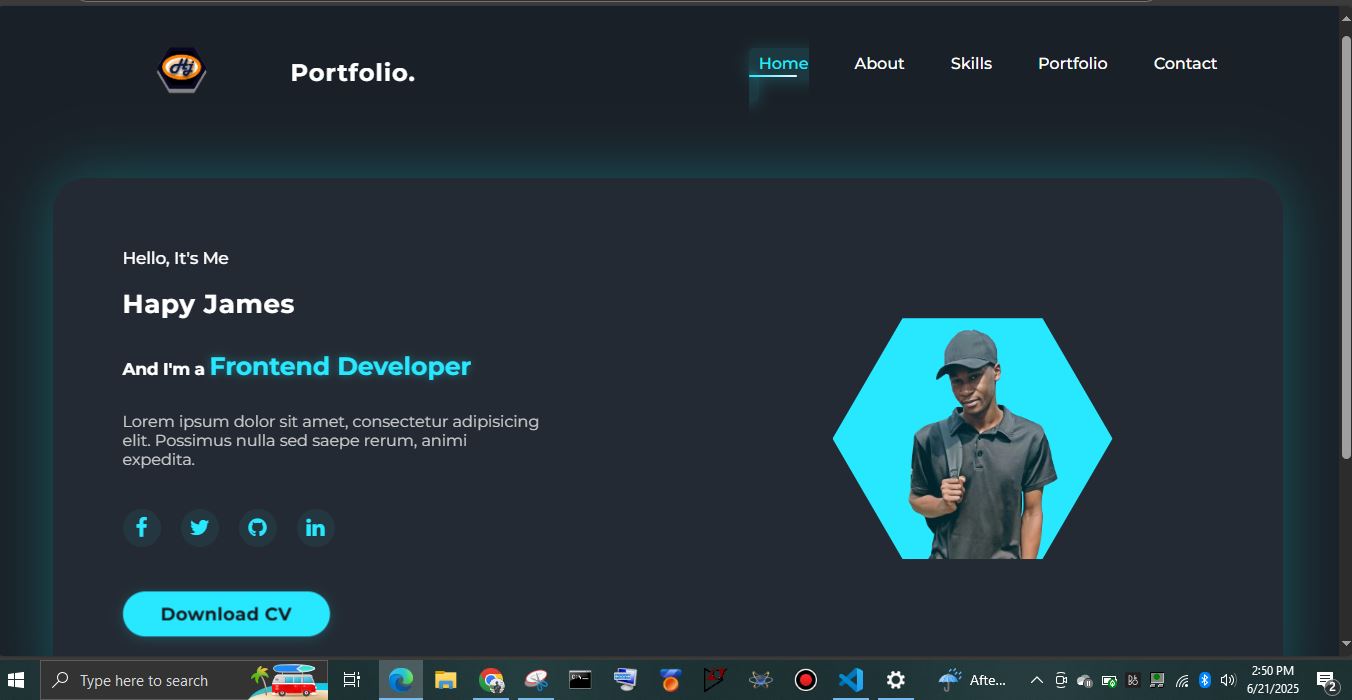 Hj
Portfolio.
Home
About
Skills
Portfolio
Contact
Hello, It's Me
Hapy James
And I'm a Frontend Developer
Lorem ipsum dolor sit amet, consectetur adipisicing
elit. Possimus nulla sed saepe rerum, animi
expedita.
Download CV
Type here to search
Afte...
2:50 PM
6/21/2025
2